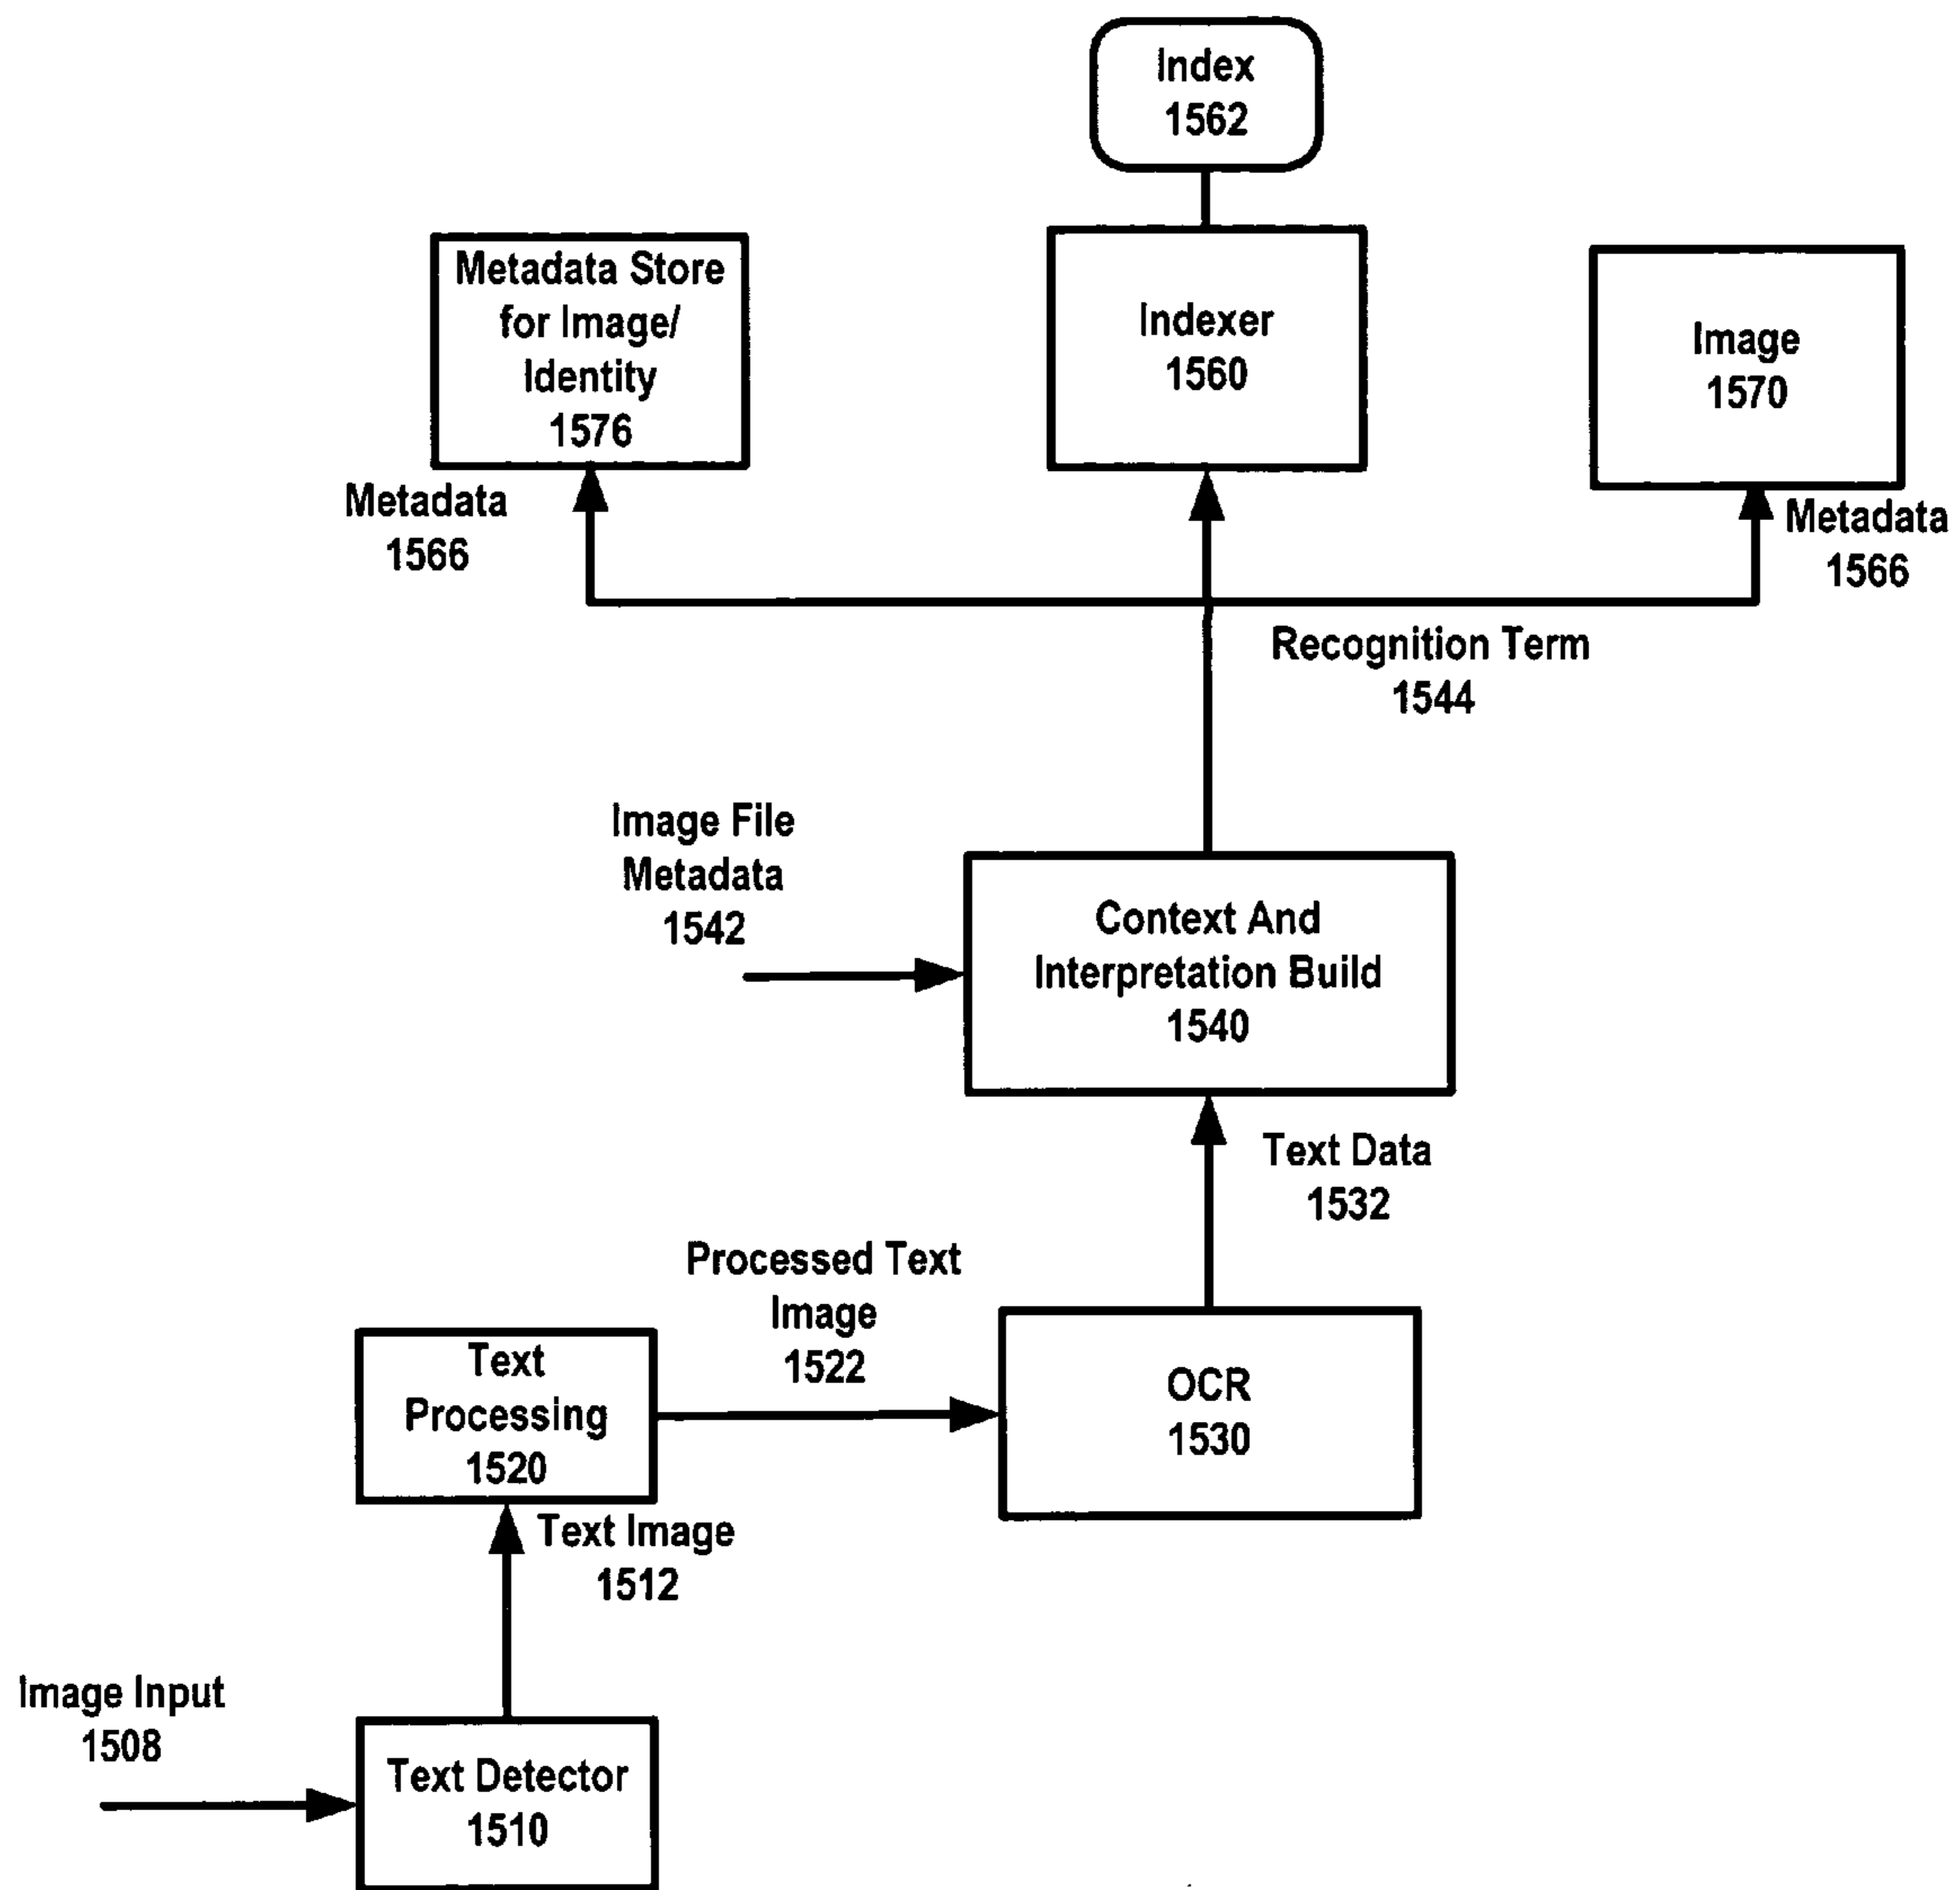 Index
1562
Metadata Store
for Image/
Identity
1576
Indexer
1560
Image
1570
Metadata
1566
Metadata
1566
Recognition Term
1544
Image File
Metadata
1542
Context And
Interpretation Build
1540
Text Data
1532
Processed Text
Image
1522
Text
Processing
1520
OCR
1530
Text Image
1512
Image Input
1508
Text Detector
1510